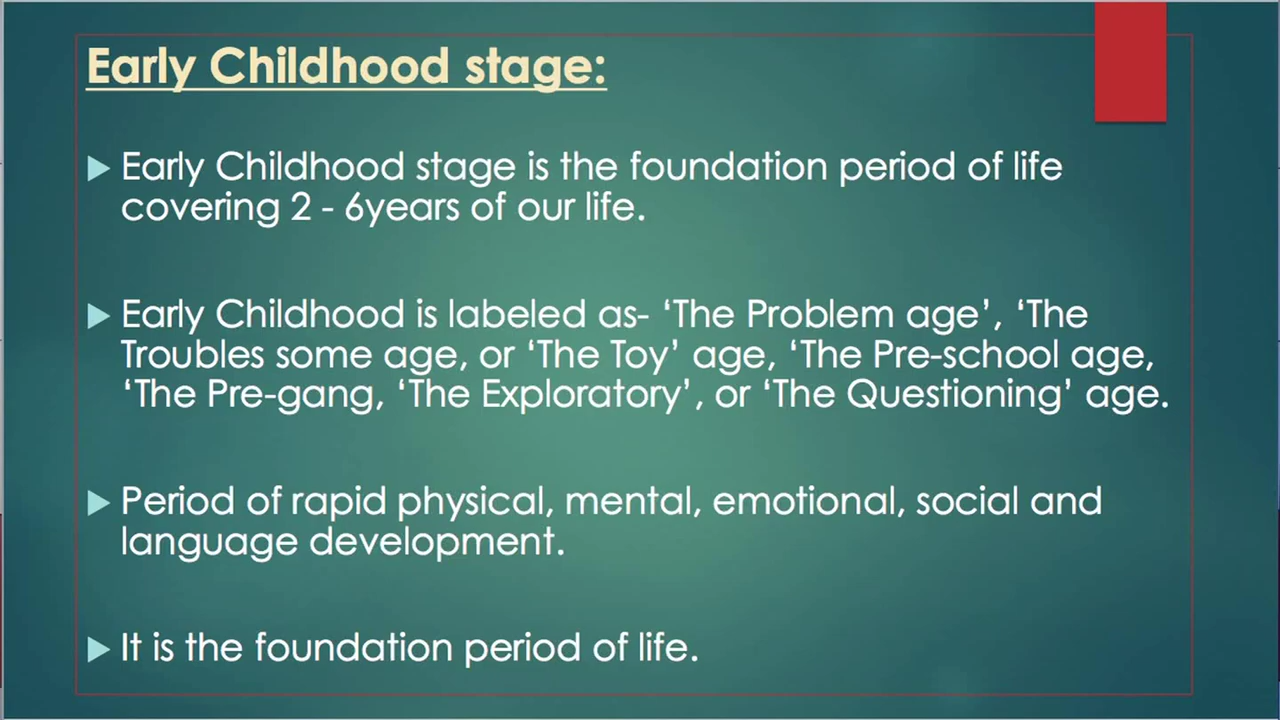 Early Childhood stage:
Early Childhood stage is the foundation period of life
covering 2 - 6years of our life.
Early Childhood is labeled as- ‘The Problem age’, ‘The
Troubles some age, or ‘The Toy’ age, ‘The Pre-school age,
‘The Pre-gang, ‘The Exploratory’, or ‘The Questioning’ age.
Period of rapid physical, mental, emotional, social and
language development.
It is the foundation period of life.